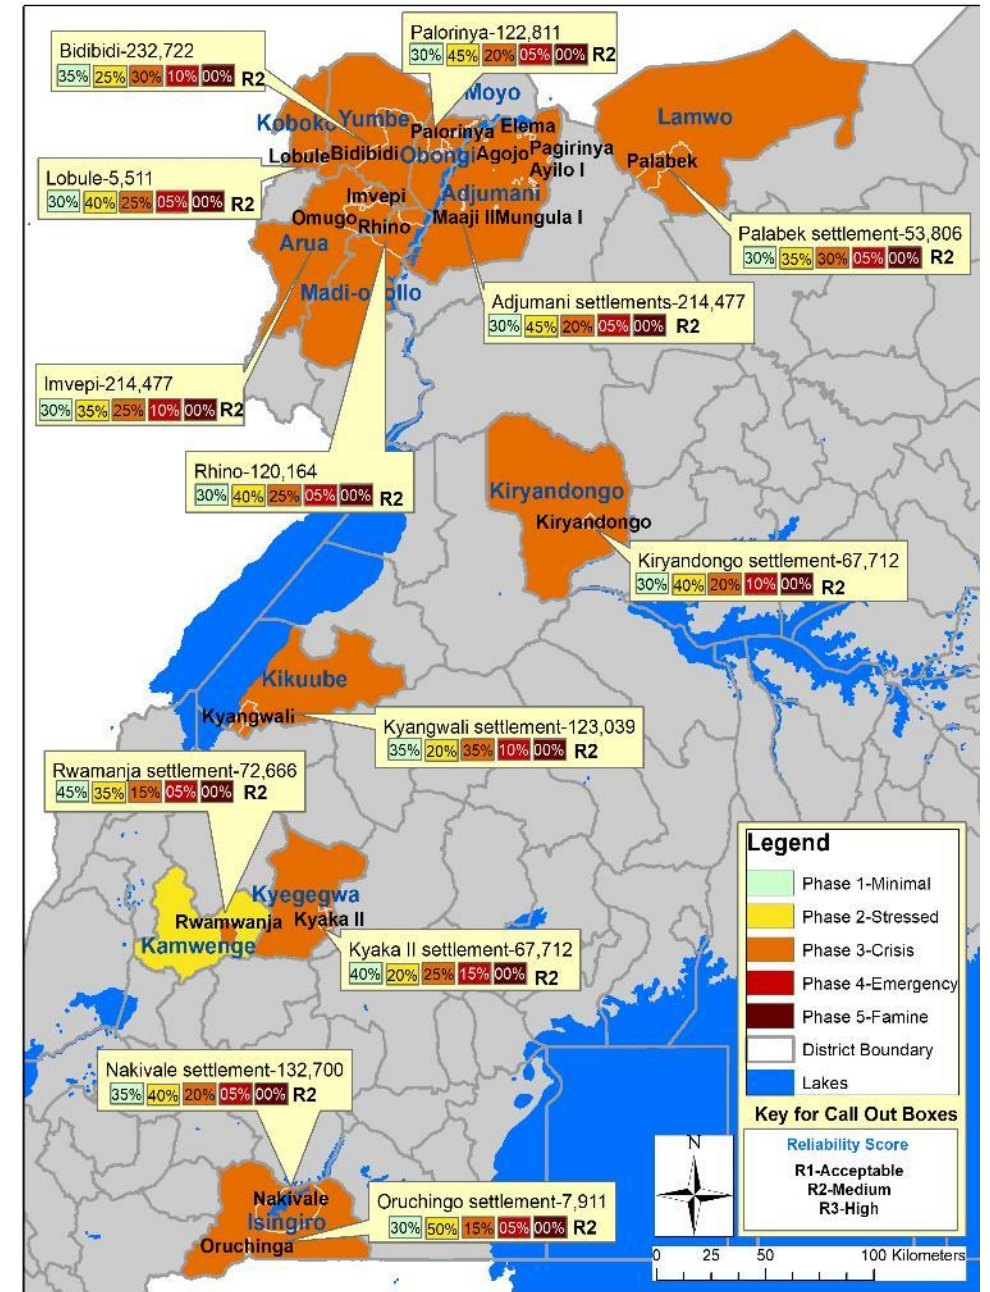 Palorinya-122,811
30% 45% 20% 05% 00% R2
Bidibidi-232,722
35% 25% 30% 10% 00% R2
Moyo
Koboko
Yumbe
Lamwo
Palorinya
Elema
Lobule
Bidibidi
Obongi
Agojo
Pagirinya
Ayilo I
Palabek
Lobule-5,511
30% 40% 25% 05% 00% R2
Imvepi
Adjumani
Omugo
Rhino
Maaji II
Mungula I
Arua
Palabek settlement-53,806
30% 35% 30% 05% 00% R2
Madi-o ollo
Adjumani settlements-214,477
30% 45% 20% 05% 00% R2
Imvepi-214,477
30% 35% 25% 10% 00% R2
Rhino-120,164
30% 40% 25% 05% 00% R2
Kiryandongo
Kiryandongo
Kiryandongo settlement-67,712
30% 40% 20% 10% 00% R2
Kikuube
Kyangwali
Kyangwali settlement-123,039
35% 20% 35% 10% 00% R2
Rwamanja settlement-72,666
45% 35% 15% 05% 00% R2
Kyegegwa
Rwamwanja
Kyaka II
Kamwenge
Kyaka II settlement-67,712
40% 20% 25% 15% 00% R2
Legend
Phase 1-Minimal
Phase 2-Stressed
Phase 3-Crisis
Phase 4-Emergency
Phase 5-Famine
District Boundary
Lakes
Key for Call Out Boxes
Reliability Score
R1-Acceptable
R2-Medium
R3-High
Nakivale settlement-132,700
35% 40% 20% 05% 00% R2
Nakivale
Isingiro
Oruchinga
Oruchingo settlement-7,911
30% 50% 15% 05% 00% R2
N
0 25 50 100 Kilometers